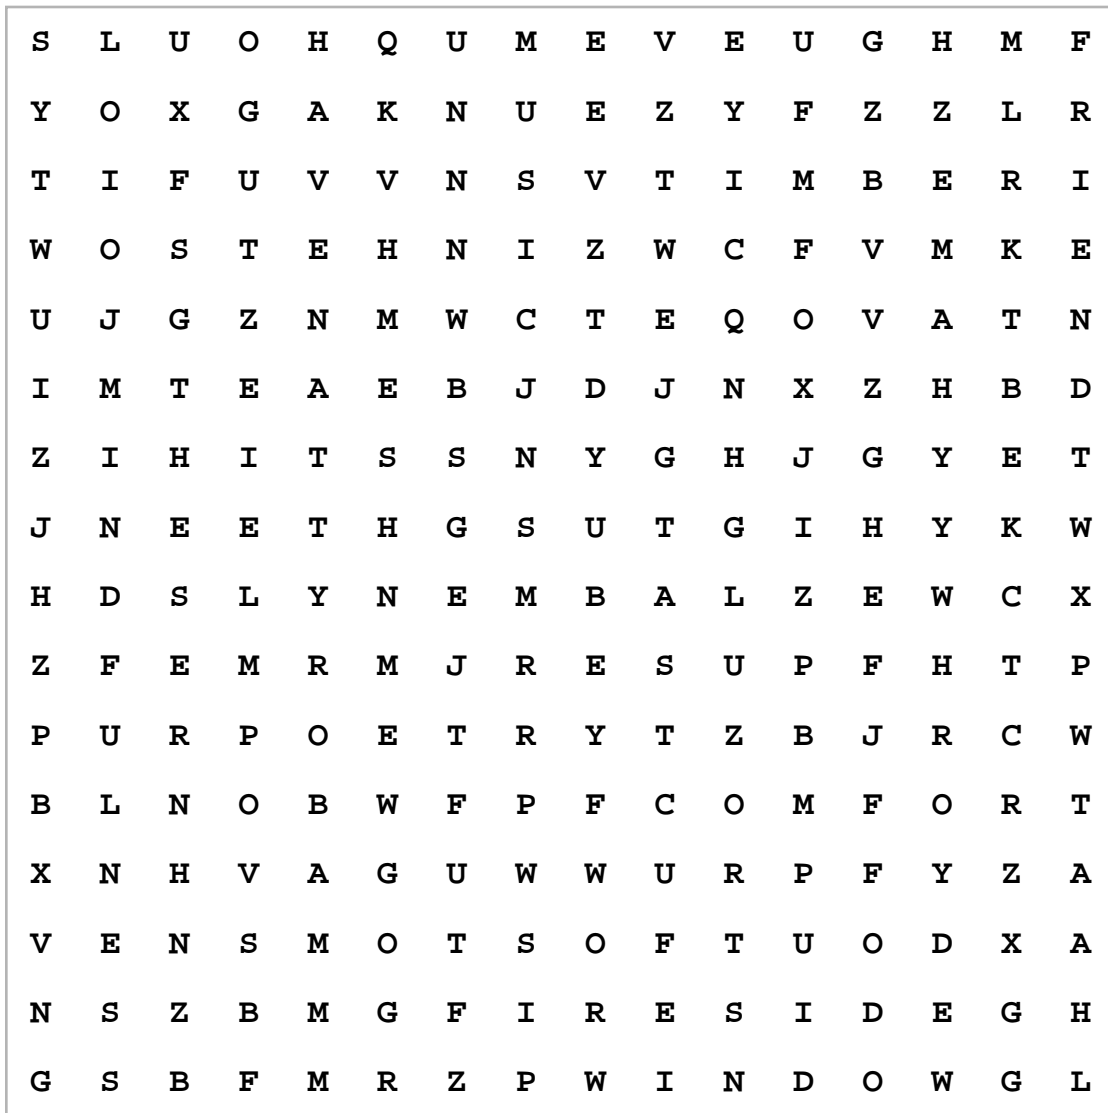 S L U O H Q U M E V E U G H M F
Y O X G A K N U E Z Y F Z Z L R
T I F U V V N S V T I M B E R I
W O S T E H N I Z W C F V M K E
U J G Z N M W C T E Q O V A T N
I M T E A E B J D J N X Z H B D
Z I H I T S S N Y G H J G Y E T
J N E E T H G S U T G I H Y K W
H D S L Y N E M B A L Z E W C X
Z F E M R M J R E S U P F H T P
P U R P O E T R Y T Z B J R C W
B L N O B W F P F C O M F O R T
X N H V A G U W W U R P F Y Z A
V E N S M O T S O F T U O D X A
N S Z B M G F I R E S I D E G H
G S B F M R Z P W I N D O W G L